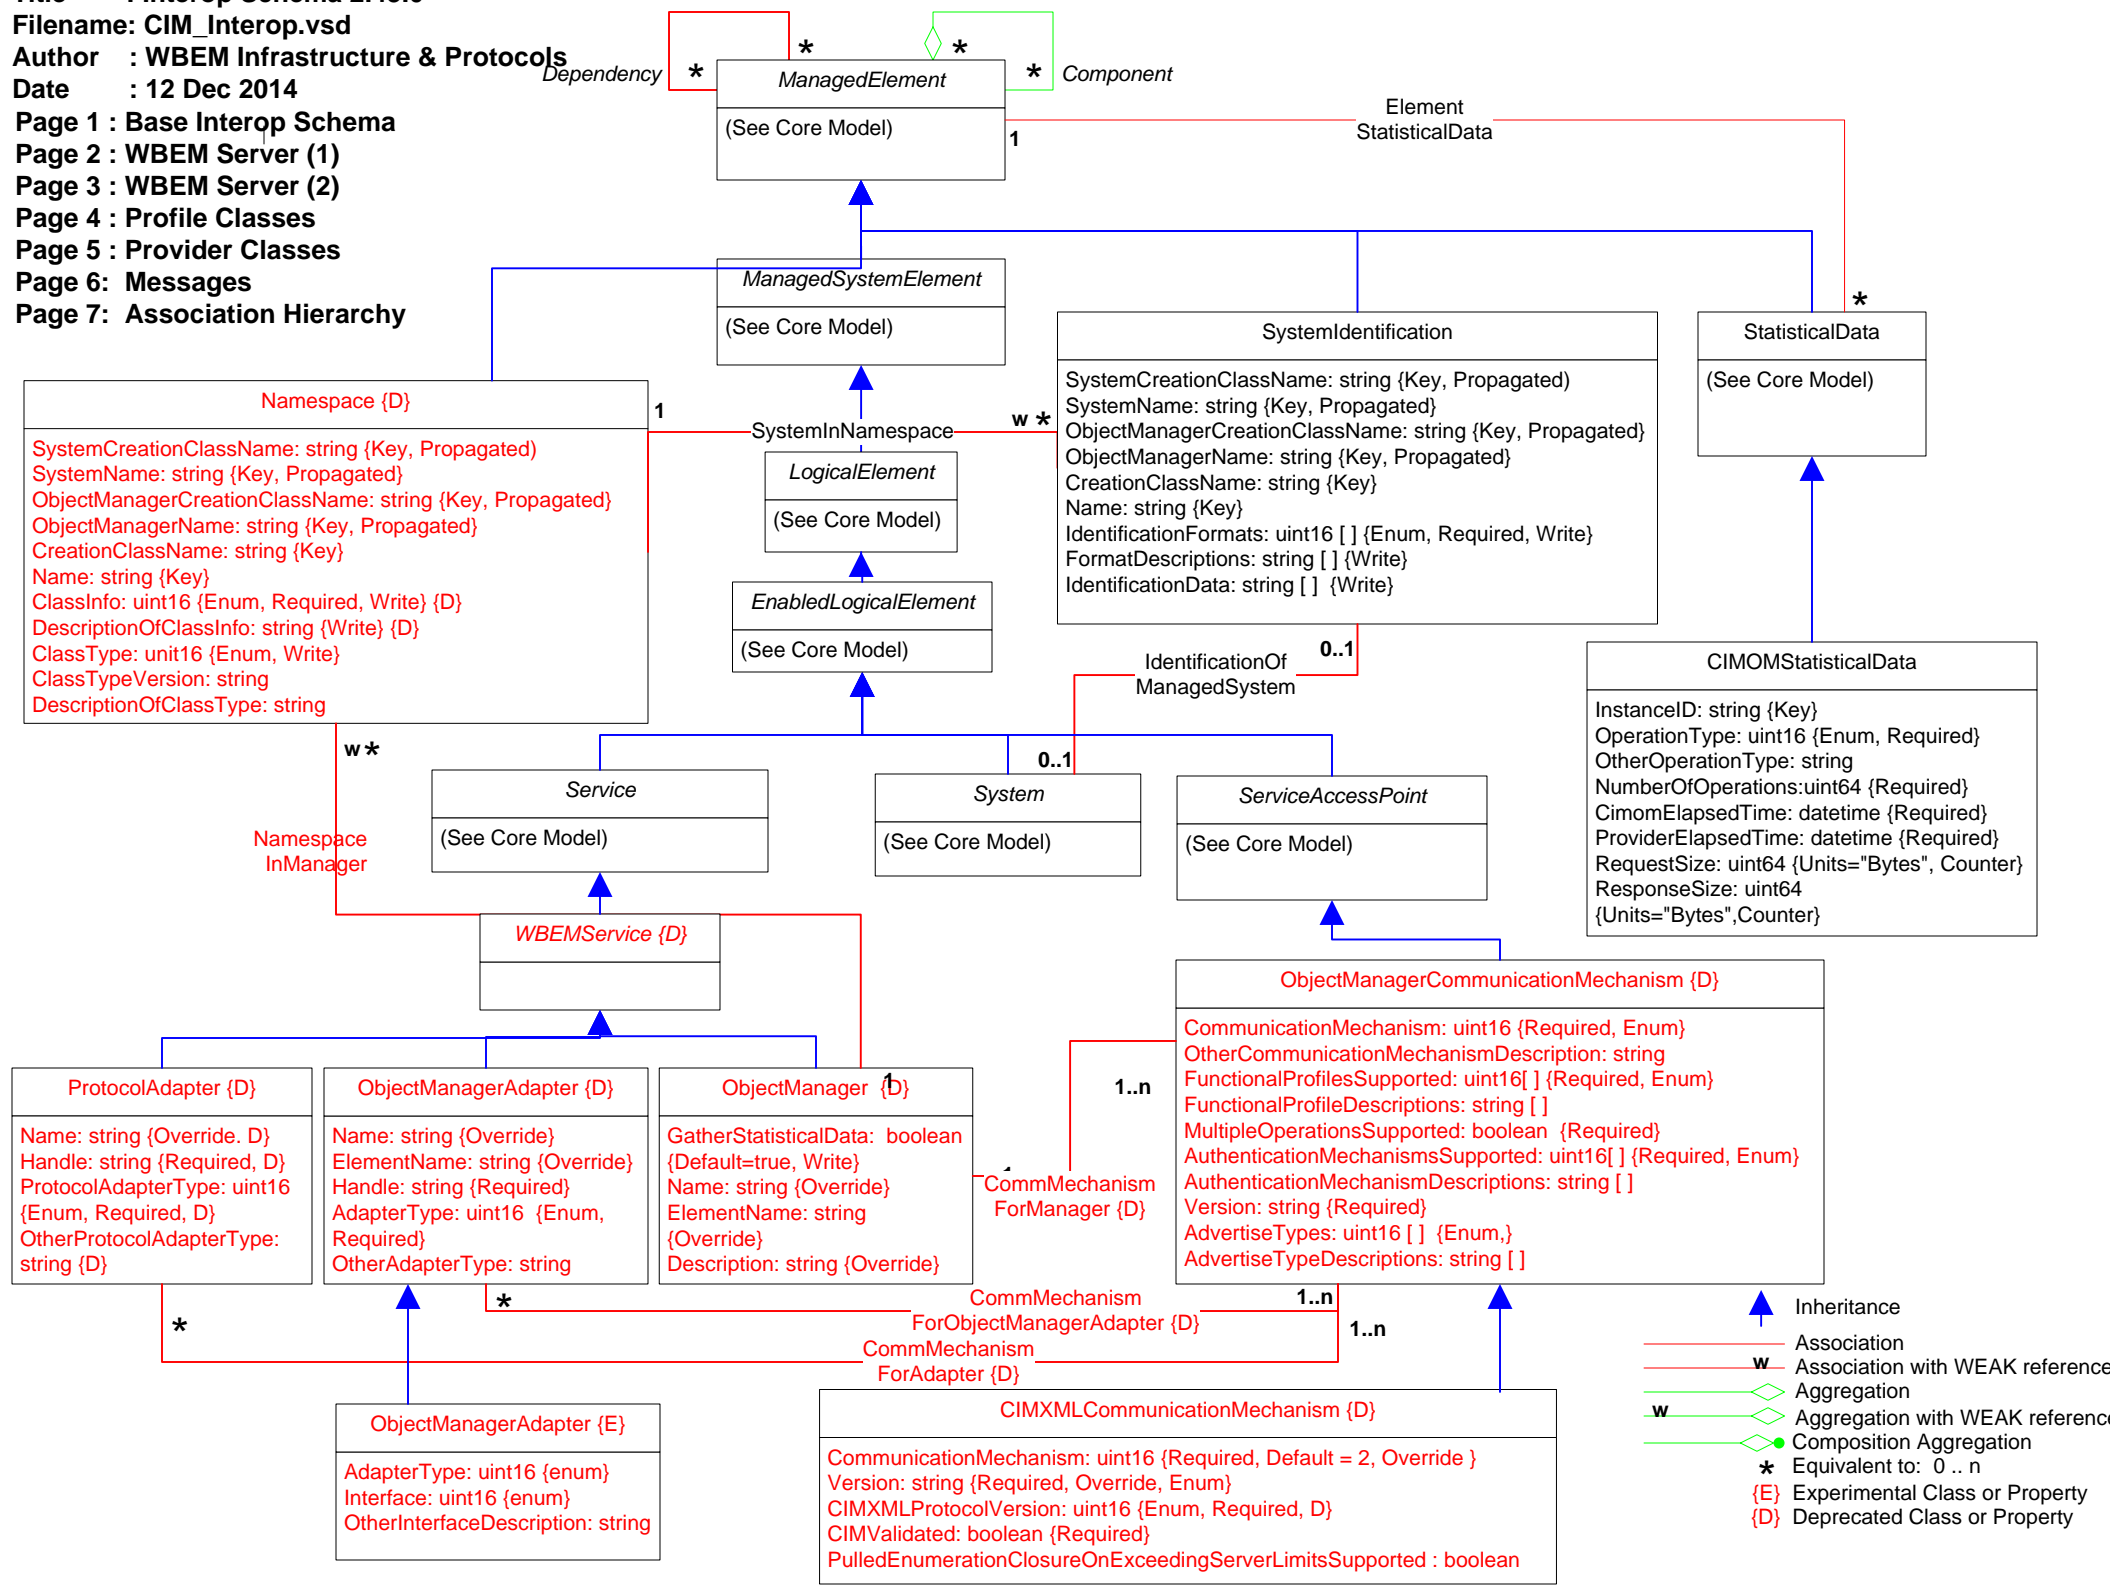 Filename: CIM_Interop.vsd
Author : WBEM Infrastructure & Protocols
Date : 12 Dec 2014
Page 1 : Base Interop Schema
Page 2 : WBEM Server (1)
Page 3 : WBEM Server (2)
Page 4 : Profile Classes
Page 5 : Provider Classes
Page 6: Messages
Page 7: Association Hierarchy
Dependency
*
*
*
*
Component
ManagedElement
(See Core Model)
1
Element
StatisticalData
*
ManagedSystemElement
(See Core Model)
SystemIdentification
SystemCreationClassName: string {Key, Propagated)
SystemName: string {Key, Propagated}
ObjectManagerCreationClassName: string {Key, Propagated}
ObjectManagerName: string {Key, Propagated}
CreationClassName: string {Key}
Name: string {Key}
IdentificationFormats: uint16 [ ] {Enum, Required, Write}
FormatDescriptions: string [ ] {Write}
IdentificationData: string [ ] {Write}
StatisticalData
(See Core Model)
Namespace {D}
SystemCreationClassName: string {Key, Propagated)
SystemName: string {Key, Propagated}
ObjectManagerCreationClassName: string {Key, Propagated}
ObjectManagerName: string {Key, Propagated}
CreationClassName: string {Key}
Name: string {Key}
ClassInfo: uint16 {Enum, Required, Write} {D}
DescriptionOfClassInfo: string {Write} {D}
ClassType: unit16 {Enum, Write}
ClassTypeVersion: string
DescriptionOfClassType: string
1
SystemInNamespace
w *
LogicalElement
(See Core Model)
EnabledLogicalElement
(See Core Model)
IdentificationOf
ManagedSystem
0..1
0..1
CIMOMStatisticalData
InstanceID: string {Key}
OperationType: uint16 {Enum, Required}
OtherOperationType: string
NumberOfOperations:uint64 {Required}
CimomElapsedTime: datetime {Required}
ProviderElapsedTime: datetime {Required}
RequestSize: uint64 {Units="Bytes", Counter}
ResponseSize: uint64
{Units="Bytes",Counter}
w *
Namespace
InManager
Service
(See Core Model)
System
(See Core Model)
ServiceAccessPoint
(See Core Model)
WBEMService {D}
ObjectManagerCommunicationMechanism {D}
CommunicationMechanism: uint16 {Required, Enum}
OtherCommunicationMechanismDescription: string
FunctionalProfilesSupported: uint16[ ] {Required, Enum}
FunctionalProfileDescriptions: string [ ]
MultipleOperationsSupported: boolean {Required}
AuthenticationMechanismsSupported: uint16[ ] {Required, Enum}
AuthenticationMechanismDescriptions: string [ ]
Version: string {Required}
AdvertiseTypes: uint16 [ ] {Enum,}
AdvertiseTypeDescriptions: string [ ]
ProtocolAdapter {D}
Name: string {Override. D}
Handle: string {Required, D}
ProtocolAdapterType: uint16
{Enum, Required, D}
OtherProtocolAdapterType:
string {D}
ObjectManagerAdapter {D}
Name: string {Override}
ElementName: string {Override}
Handle: string {Required}
AdapterType: uint16 {Enum,
Required}
OtherAdapterType: string
1
ObjectManager {D}
GatherStatisticalData: boolean
{Default=true, Write}
Name: string {Override}
ElementName: string
{Override}
Description: string {Override}
1..n
CommMechanism
ForManager {D}
*
*
CommMechanism
ForObjectManagerAdapter {D}
1..n
CommMechanism
ForAdapter {D}
1..n
ObjectManagerAdapter {E}
AdapterType: uint16 {enum}
Interface: uint16 {enum}
OtherInterfaceDescription: string
CIMXMLCommunicationMechanism {D}
CommunicationMechanism: uint16 {Required, Default = 2, Override }
Version: string {Required, Override, Enum}
CIMXMLProtocolVersion: uint16 {Enum, Required, D}
CIMValidated: boolean {Required}
PulledEnumerationClosureOnExceedingServerLimitsSupported : boolean
Inheritance
Association
w Association with WEAK reference
Aggregation
w Aggregation with WEAK reference
Composition Aggregation
* Equivalent to: 0 .. n
{E} Experimental Class or Property
{D} Deprecated Class or Property